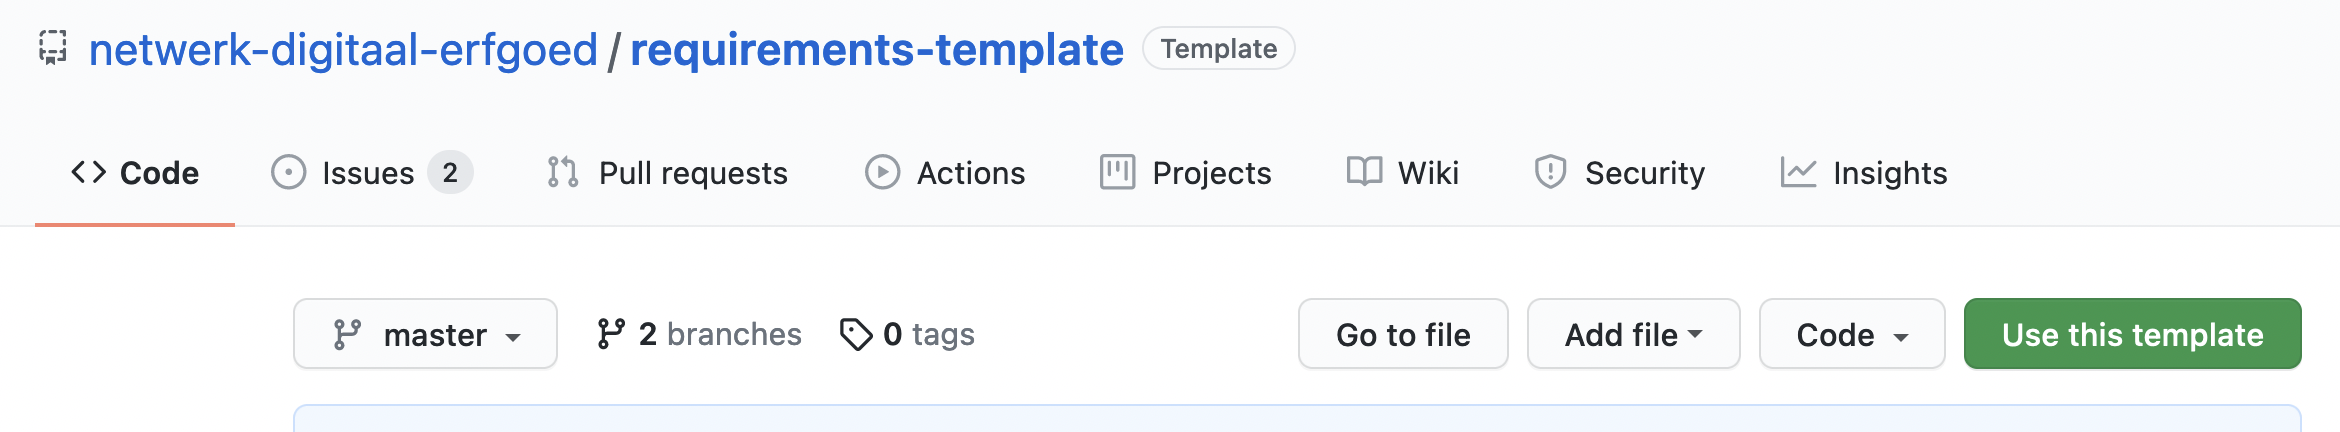 netwerk-digitaal-erfgoed / requirements-template Template
Code Issues 2 Pull requests Actions Projects Wiki Security Insights
master 2 branches 0 tags Go to file Add file Code Use this template